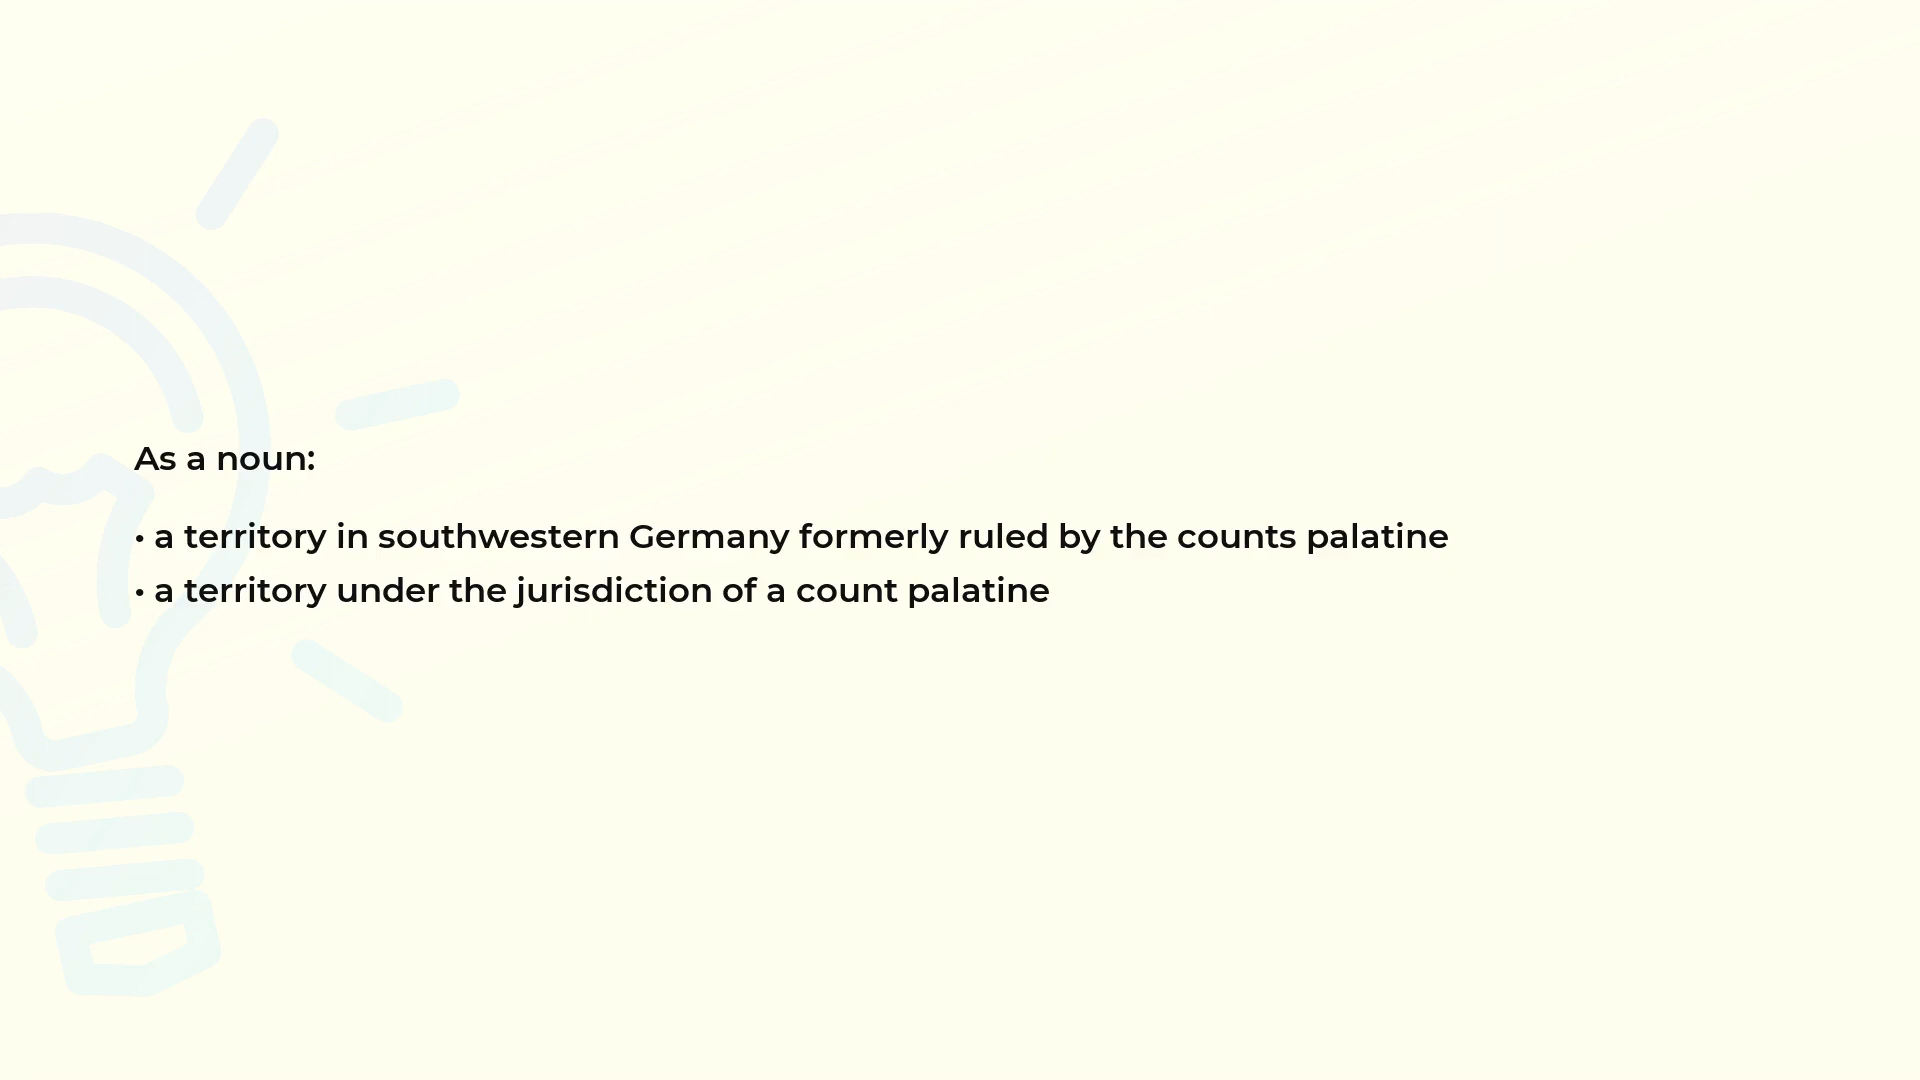 As a noun:
• a territory in southwestern Germany formerly ruled by the counts palatine
• a territory under the jurisdiction of a count palatine